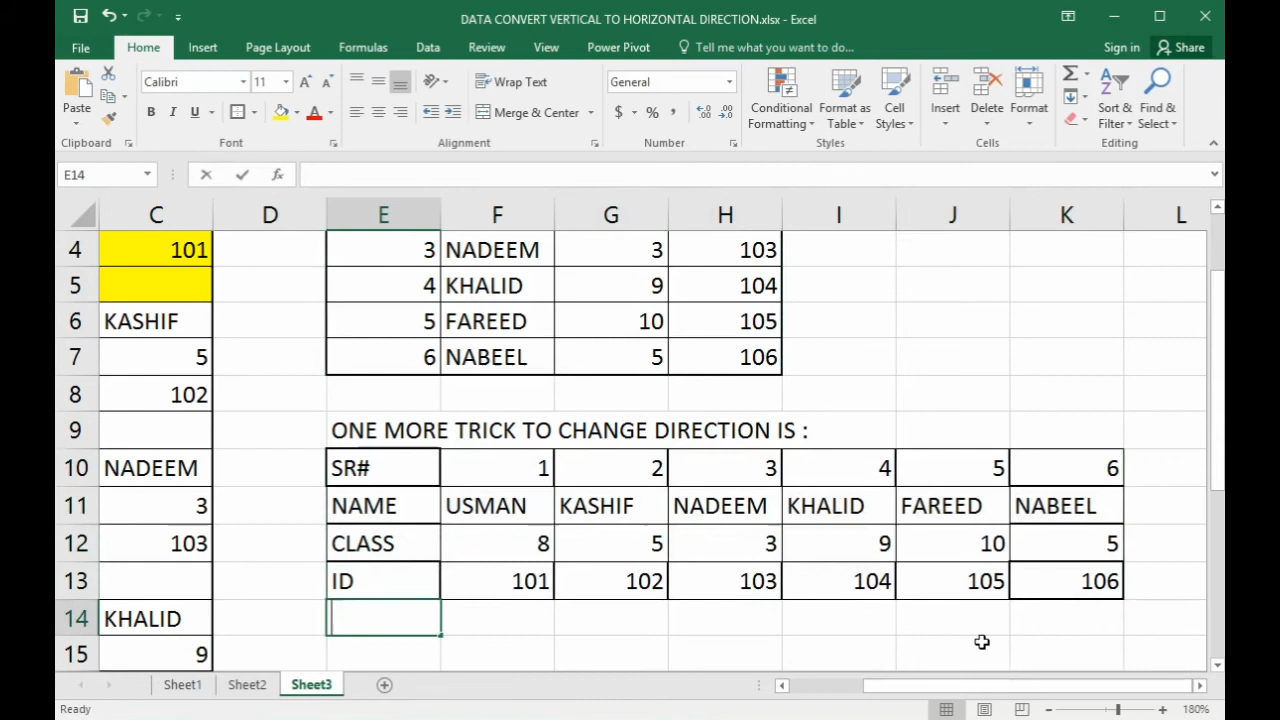 DATA CONVERT VERTICAL TO HORIZONTAL DIRECTION.xlsx - Excel
File Home Insert Page Layout Formulas Data Review View Power Pivot Tell me what you want to do... Sign in Share
Paste Calibri 11 Wrap Text General
B I U Merge & Center $ % , Conditional Formatting Format as Table Cell Styles Insert Delete Format Sort & Filter Find & Select
Clipboard Font Alignment Number Styles Cells Editing
E14 fx
C D E F G H I J K L
4 101 3 NADEEM 3 103
5 4 KHALID 9 104
6 KASHIF 5 FAREED 10 105
7 5 6 NABEEL 5 106
8 102
9 ONE MORE TRICK TO CHANGE DIRECTION IS :
10 NADEEM SR# 1 2 3 4 5 6
11 3 NAME USMAN KASHIF NADEEM KHALID FAREED NABEEL
12 103 CLASS 8 5 3 9 10 5
13 ID 101 102 103 104 105 106
14 KHALID
15 9
Sheet1 Sheet2 Sheet3
Ready 180%